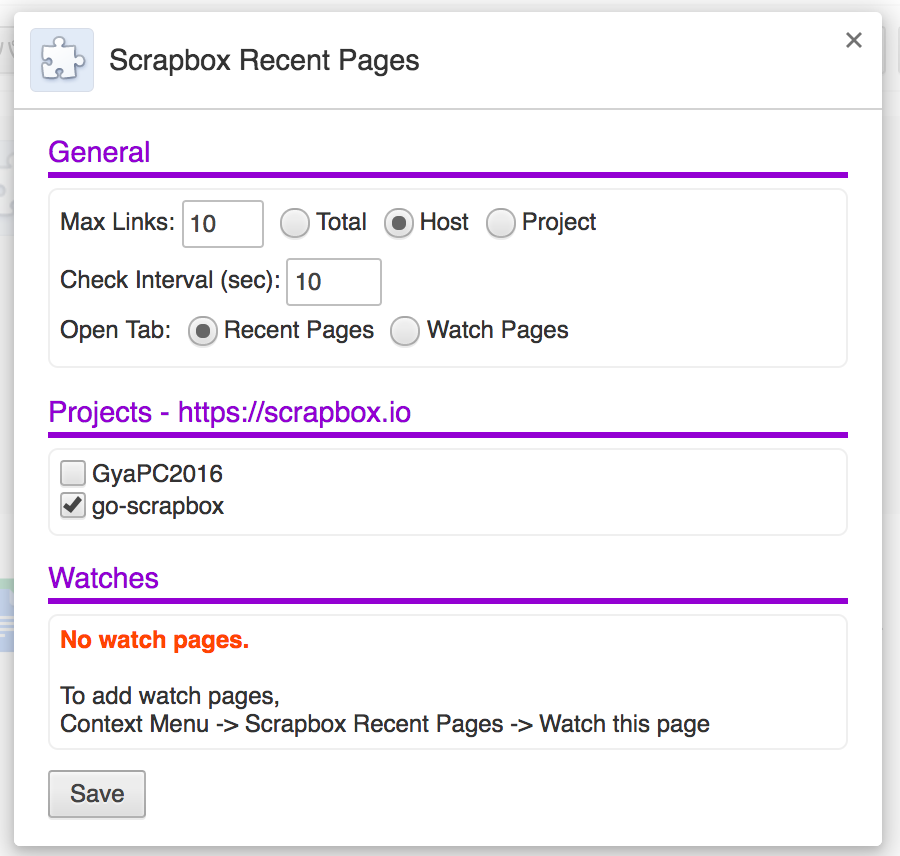 Scrapbox Recent Pages
General
Max Links: 10 Total Host Project
Check Interval (sec): 10
Open Tab: Recent Pages Watch Pages
Projects - https://scrapbox.io
GyaPC2016
go-scrapbox
Watches
No watch pages.
To add watch pages,
Context Menu -> Scrapbox Recent Pages -> Watch this page
Save